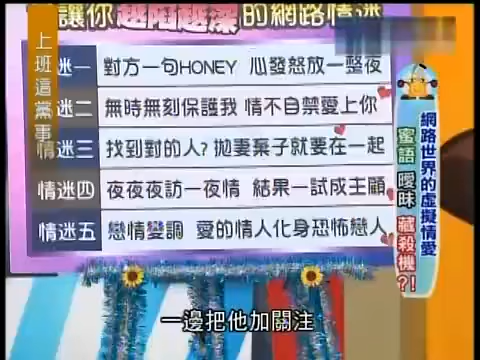 讓你越陷越深的網路情迷
情迷一 對方一句HONEY 心發怒放一整夜
情迷二 無時無刻保護我 情不自禁愛上你
情迷三 找到對的人?拋妻棄子就要在一起
情迷四 夜夜夜訪一夜情 結果一試成主顧
情迷五 戀情變調 愛的情人化身恐怖戀人
上班這黨事
網路世界的虛擬情愛
蜜語 曖昧 藏殺機?!
一邊把他加關注